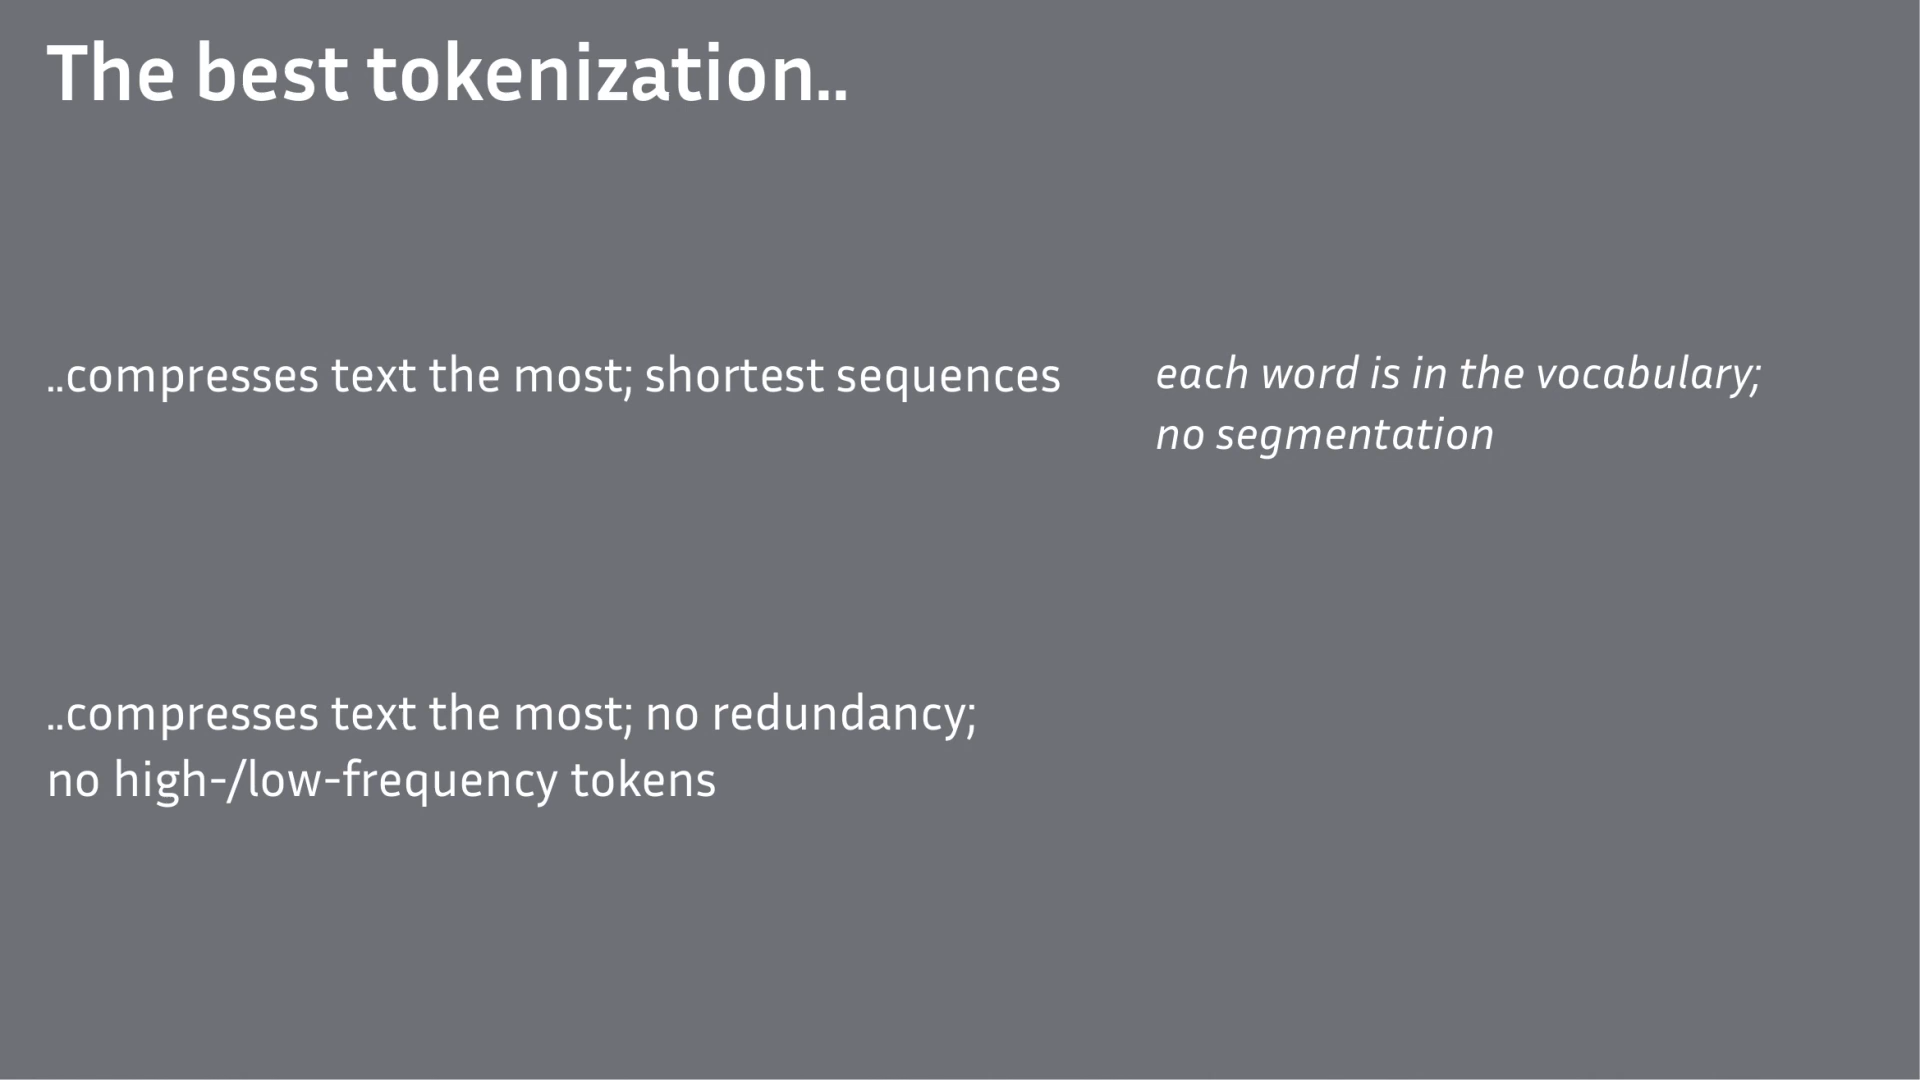 The best tokenization..
..compresses text the most; shortest sequences
each word is in the vocabulary;
no segmentation
..compresses text the most; no redundancy;
no high-/low-frequency tokens